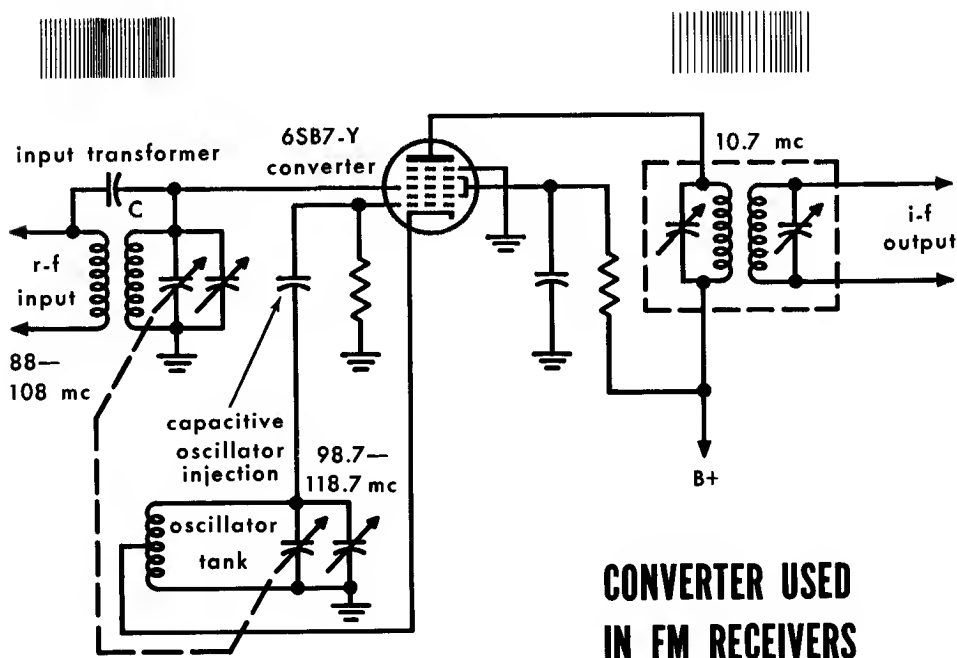 6SB7-Y
converter
input transformer
C
10.7 mc
r-f
input
i-f
output
88—
108 mc
capacitive
oscillator
injection
98.7—
118.7 mc
B+
oscillator
tank
CONVERTER USED
IN FM RECEIVERS